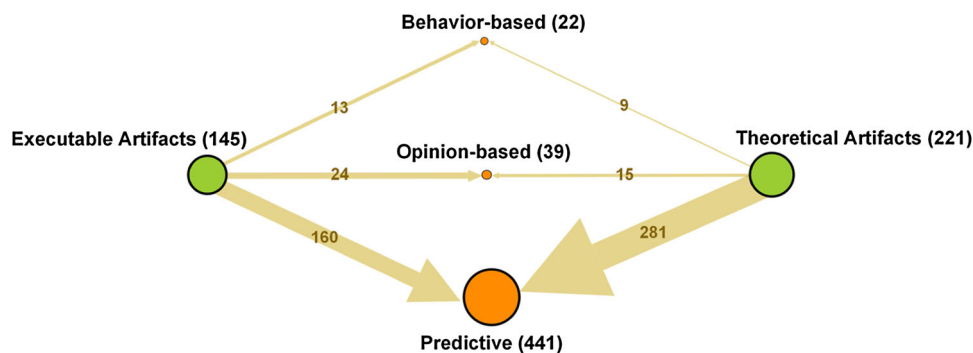 Behavior-based (22)
13
9
Executable Artifacts (145)
Opinion-based (39)
Theoretical Artifacts (221)
24
15
160
281
Predictive (441)